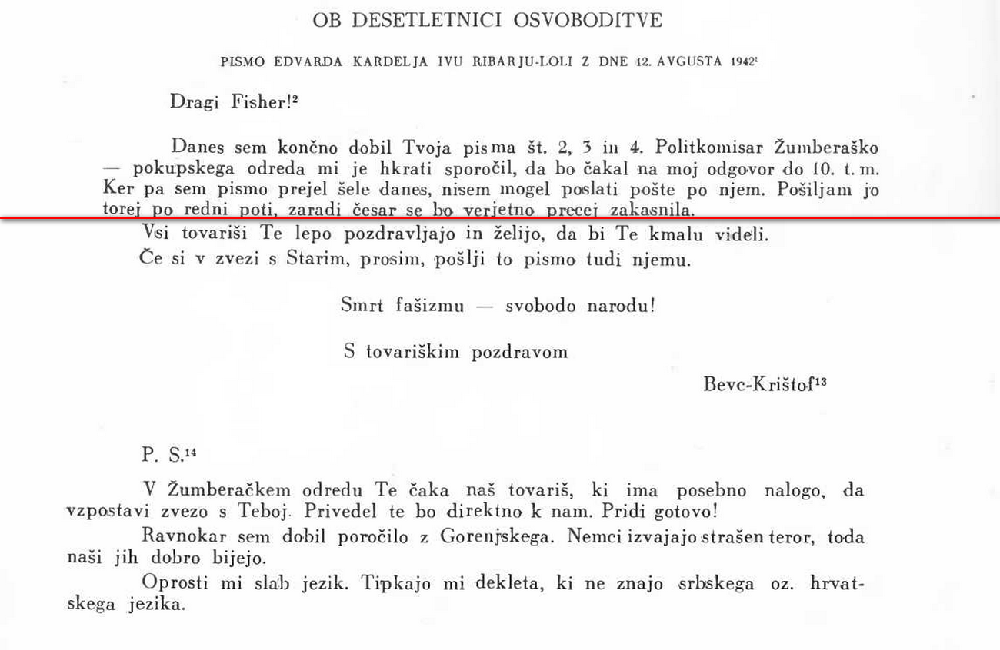 OB DESETLETNICI OSVOBODITVE
PISMO EDVARDA KARDELJA IVU RIBARJU-LOLI Z DNE 12. AVGUSTA 1942¹
Dragi Fisher!²
Danes sem končno dobil Tvoja pisma št. 2, 3 in 4. Politkomisar Žumberaško
— pokupskega odreda mi je hkrati sporočil, da bo čakal na moj odgovor do 10. t. m.
Ker pa sem pismo prejel šele danes, nisem mogel poslati pošte po njem. Pošiljam jo
torej po redni poti, zaradi česar se bo verjetno precej zakasnila.
Vsi tovariši Te lepo pozdravljajo in želijo, da bi Te kmalu videli.
Če si v zvezi s Starim, prosim, pošlji to pismo tudi njemu.
Smrt fašizmu — svobodo narodu!
S tovariškim pozdravom
Bevc-Krištof¹³
P. S.¹⁴
V Žumberačkem odredu Te čaka naš tovariš, ki ima posebno nalogo, da
vzpostavi zvezo s Teboj. Privedel te bo direktno k nam. Pridi gotovo!
Ravnokar sem dobil poročilo z Gorenjskega. Nemci izvajajo strašen teror, toda
naši jih dobro bijejo.
Oprosti mi slab jezik. Tipkajo mi dekleta, ki ne znajo srbskega oz. hrvat-
skega jezika.